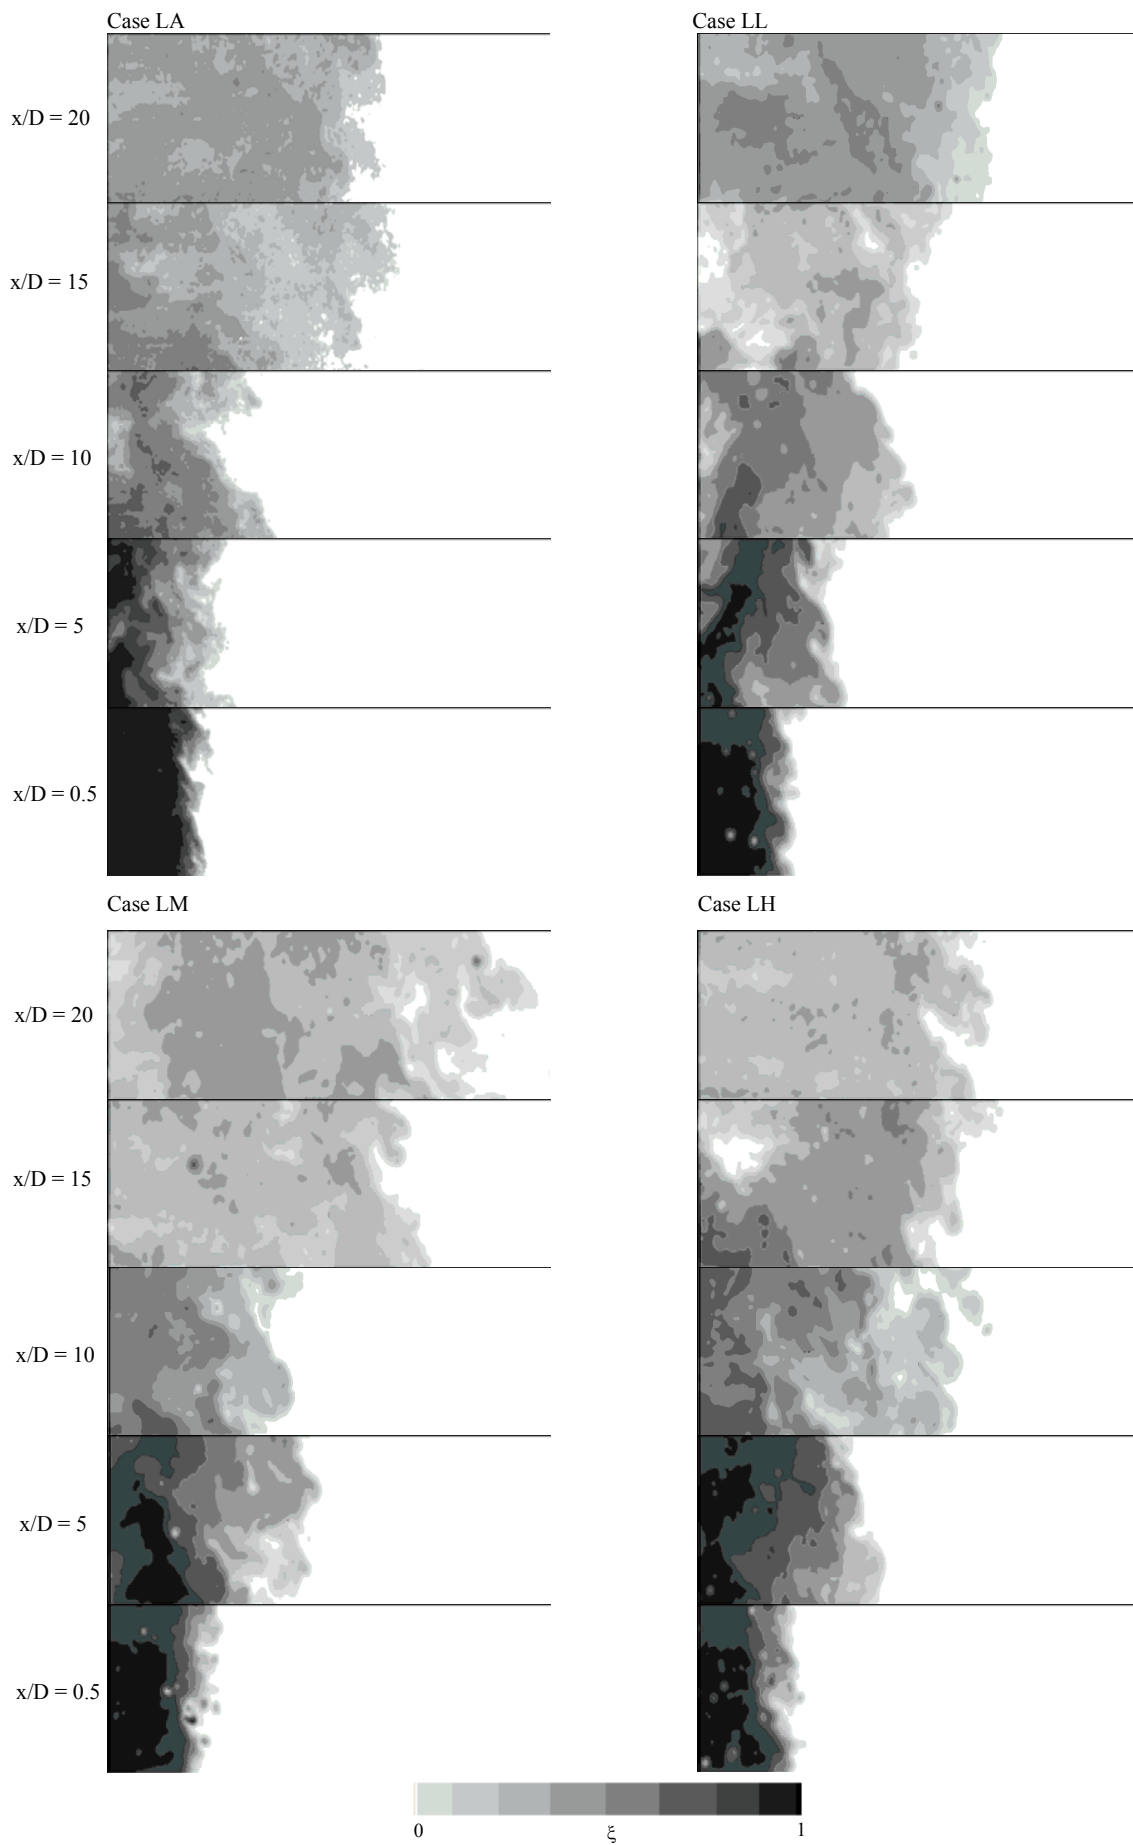 Case LA
Case LL
x/D = 20
x/D = 15
x/D = 10
x/D = 5
x/D = 0.5
Case LM
Case LH
x/D = 20
x/D = 15
x/D = 10
x/D = 5
x/D = 0.5
0 ξ 1